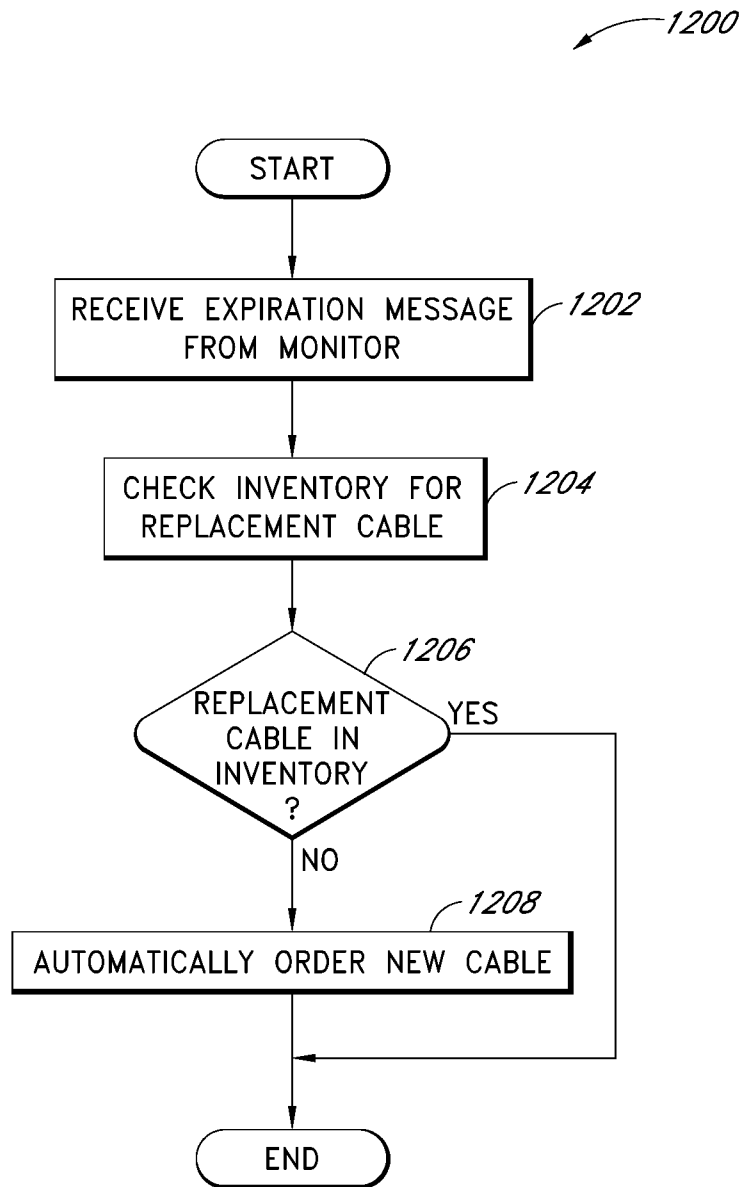 1200
START
RECEIVE EXPIRATION MESSAGE
FROM MONITOR
1202
CHECK INVENTORY FOR
REPLACEMENT CABLE
1204
1206
REPLACEMENT
CABLE IN
INVENTORY
?
YES
NO
1208
AUTOMATICALLY ORDER NEW CABLE
END